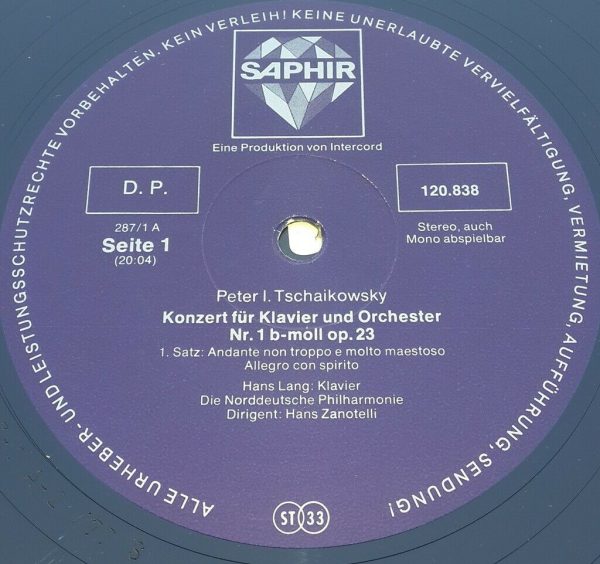 ALLE URHEBER- UND LEISTUNGSSCHUTZRECHTE VORBEHALTEN. KEIN VERLEIH! KEINE UNERLAUBTE VERVIELFÄLTIGUNG, VERMIETUNG, AUFFÜHRUNG, SENDUNG!
SAPHIR
Eine Produktion von Intercord
D. P.
120.838
287/1 A
Seite 1
(20:04)
Stereo, auch
Mono abspielbar
Peter I. Tschaikowsky
Konzert für Klavier und Orchester
Nr. 1 b-moll op. 23
1. Satz: Andante non troppo e molto maestoso
Allegro con spirito
Hans Lang: Klavier
Die Norddeutsche Philharmonie
Dirigent: Hans Zanotelli
ST 33